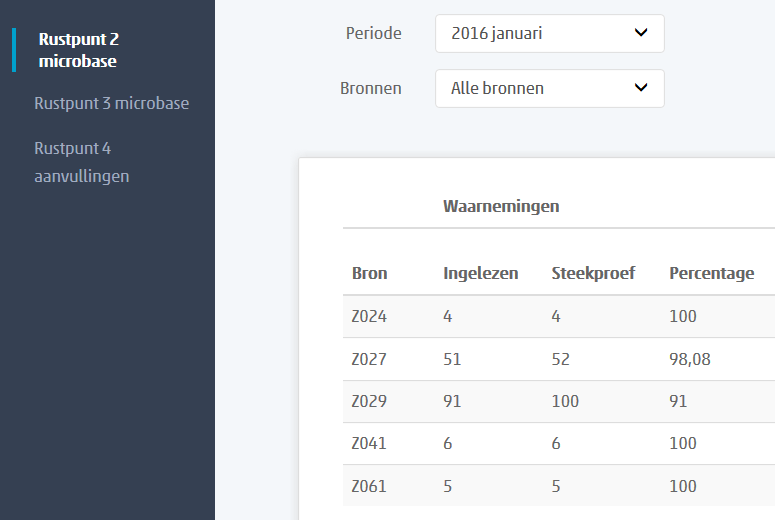 Rustpunt 2
microbase
Rustpunt 3 microbase
Rustpunt 4
aanvullingen
Periode 2016 januari
Bronnen Alle bronnen
Waarnemingen
Bron Ingelezen Steekproef Percentage
Z024 4 4 100
Z027 51 52 98,08
Z029 91 100 91
Z041 6 6 100
Z061 5 5 100